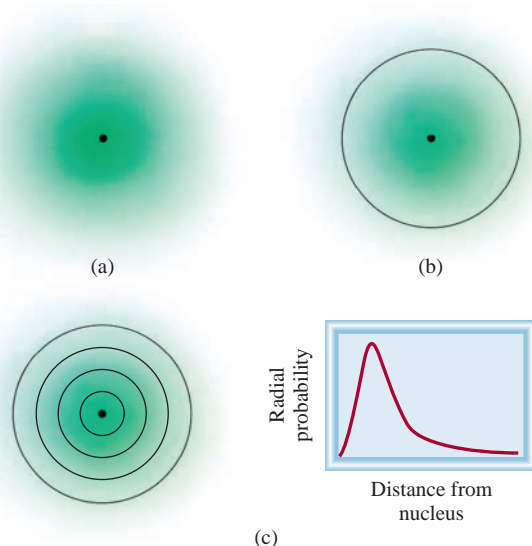 (a)
(b)
Radial
probability
Distance from
nucleus
(c)